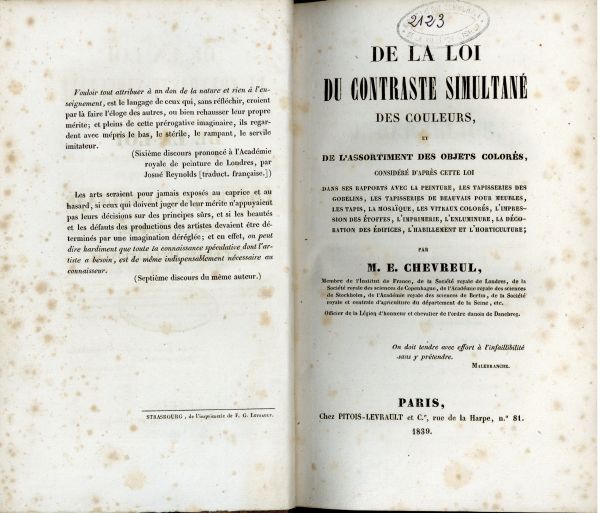 Vouloir tout attribuer à un don de la nature et rien à l'en-
seignement, est le langage de ceux qui, sans réfléchir, croient
par là faire l'éloge des autres, ou bien rehausser leur propre
mérite; et pleins de cette prérogative imaginaire, ils regar-
dent avec mépris le bas, le stérile, le rampant, le servile
imitateur.
(Sixième discours prononcé à l'Académie
royale de peinture de Londres, par
Josué Reynolds [traduct. française.])
Les arts seraient pour jamais exposés au caprice et au
hasard, si ceux qui doivent juger de leur mérite n'appuyaient
pas leurs décisions sur des principes sûrs, et si les beautés
et les défauts des productions des artistes devaient être dé-
terminés par une imagination déréglée; et en effet, on peut
dire hardiment que toute la connaissance spéculative dont l'ar-
tiste a besoin, est de même indispensablement nécessaire au
connaisseur.
(Septième discours du même auteur.)
STRASBOURG, de l'imprimerie de F. G. LEVRAULT.
2123
DE LA LOI
DU CONTRASTE SIMULTANÉ
DES COULEURS,
ET
DE L'ASSORTIMENT DES OBJETS COLORÉS,
CONSIDÉRÉ D'APRÈS CETTE LOI
DANS SES RAPPORTS AVEC LA PEINTURE, LES TAPISSERIES DES
GOBELINS, LES TAPISSERIES DE BEAUVAIS POUR MEUBLES,
LES TAPIS, LA MOSAÏQUE, LES VITRAUX COLORÉS, L'IMPRES-
SION DES ÉTOFFES, L'IMPRIMERIE, L'ENLUMINURE, LA DÉCO-
RATION DES ÉDIFICES, L'HABILLEMENT ET L'HORTICULTURE;
PAR
M. E. CHEVREUL,
Membre de l'Institut de France, de la Société royale de Londres, de la
Société royale des sciences de Copenhague, de l'Académie royale des sciences
de Stockholm, de l'Académie royale des sciences de Berlin, de la Société
royale et centrale d'agriculture du département de la Seine, etc.
Officier de la Légion d'honneur et chevalier de l'ordre danois de Danebrog.
On doit tendre avec effort à l'infaillibilité
sans y prétendre.
MALEBRANCHE.
PARIS,
Chez PITOIS-LEVRAULT et C.e, rue de la Harpe, n.° 81.
1839.